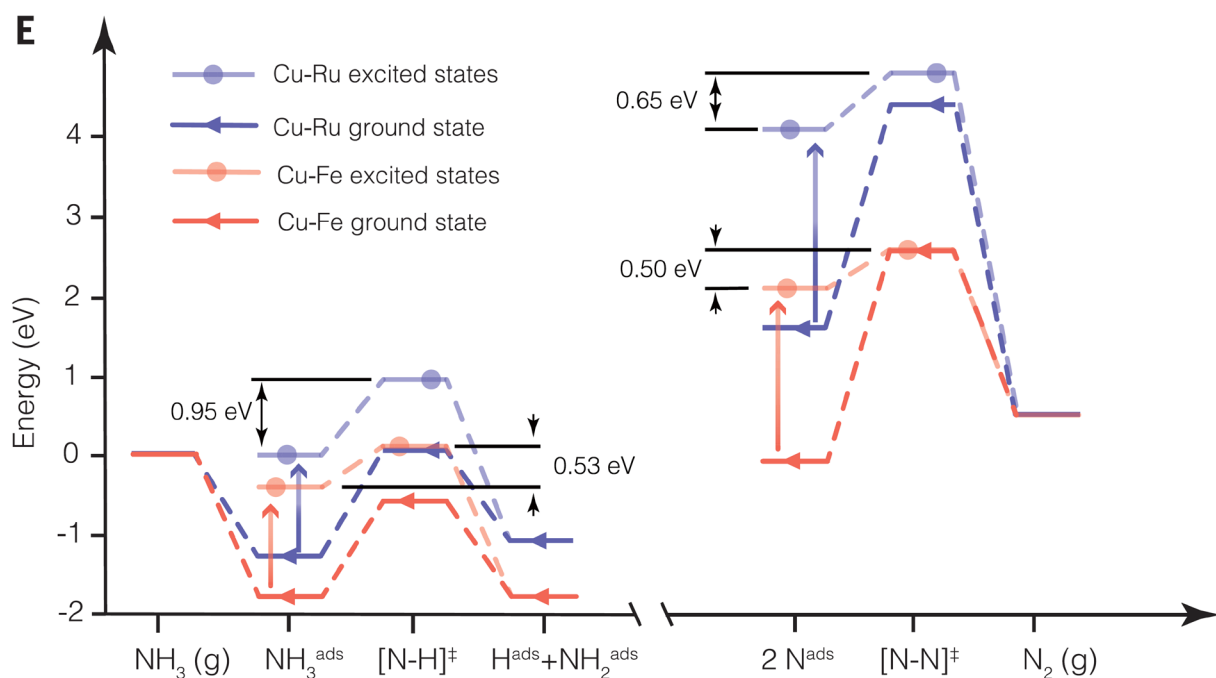 E
Cu-Ru excited states
Cu-Ru ground state
Cu-Fe excited states
Cu-Fe ground state
Energy (eV)
4
3
2
1
0
-1
-2
0.95 eV
0.53 eV
0.65 eV
0.50 eV
NH₃ (g)
NH₃ᵃᵈˢ
[N-H]‡
Hᵃᵈˢ+NH₂ᵃᵈˢ
2 Nᵃᵈˢ
[N-N]‡
N₂ (g)